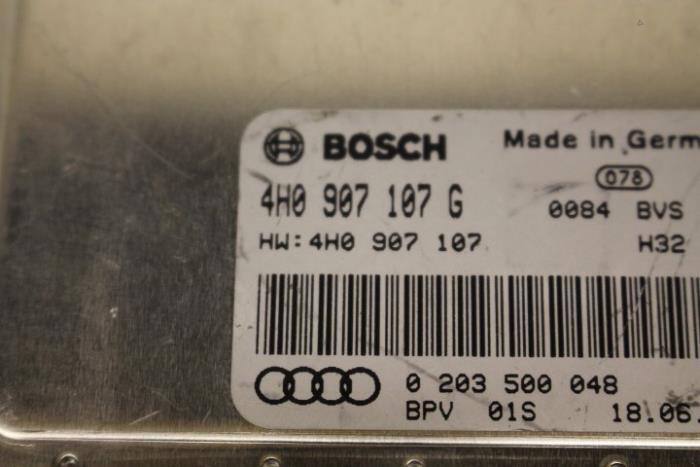 BOSCH Made in Germ
078
4H0 907 107 G 0084 BVS
HW:4H0 907 107 H32
0 203 500 048
BPV 01S 18.06.